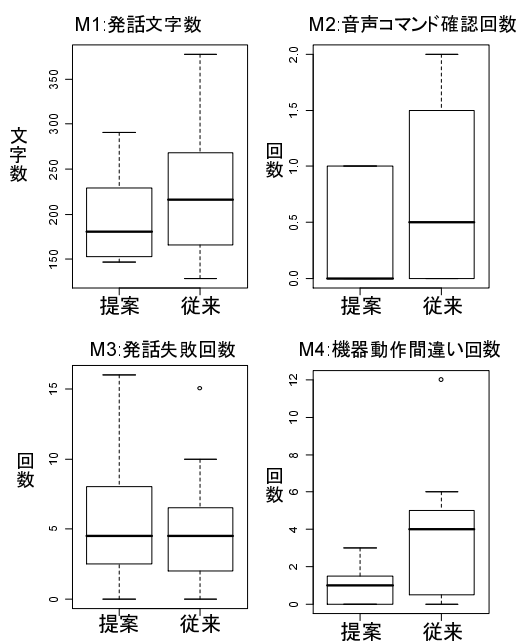 M1:発話文字数
文字数
350
300
250
200
150
提案
従来
M2:音声コマンド確認回数
回数
2.0
1.5
1.0
0.5
0.0
提案
従来
M3:発話失敗回数
回数
15
10
5
0
提案
従来
M4:機器動作間違い回数
回数
12
10
8
6
4
2
0
提案
従来